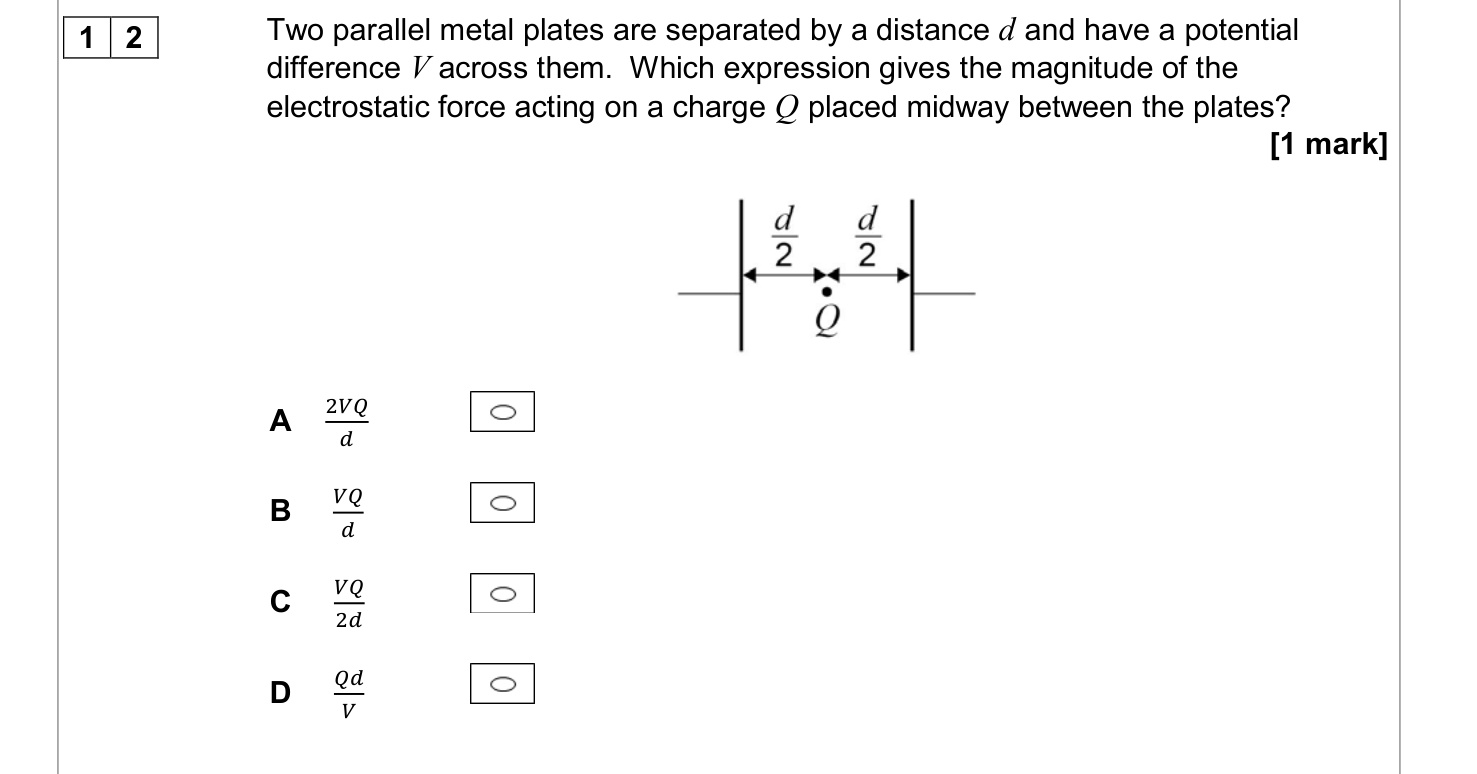 1 2
Two parallel metal plates are separated by a distance d and have a potential
difference V across them. Which expression gives the magnitude of the
electrostatic force acting on a charge Q placed midway between the plates?
[1 mark]
d/2 d/2
Q
A 2VQ/d
B VQ/d
C VQ/2d
D Qd/V